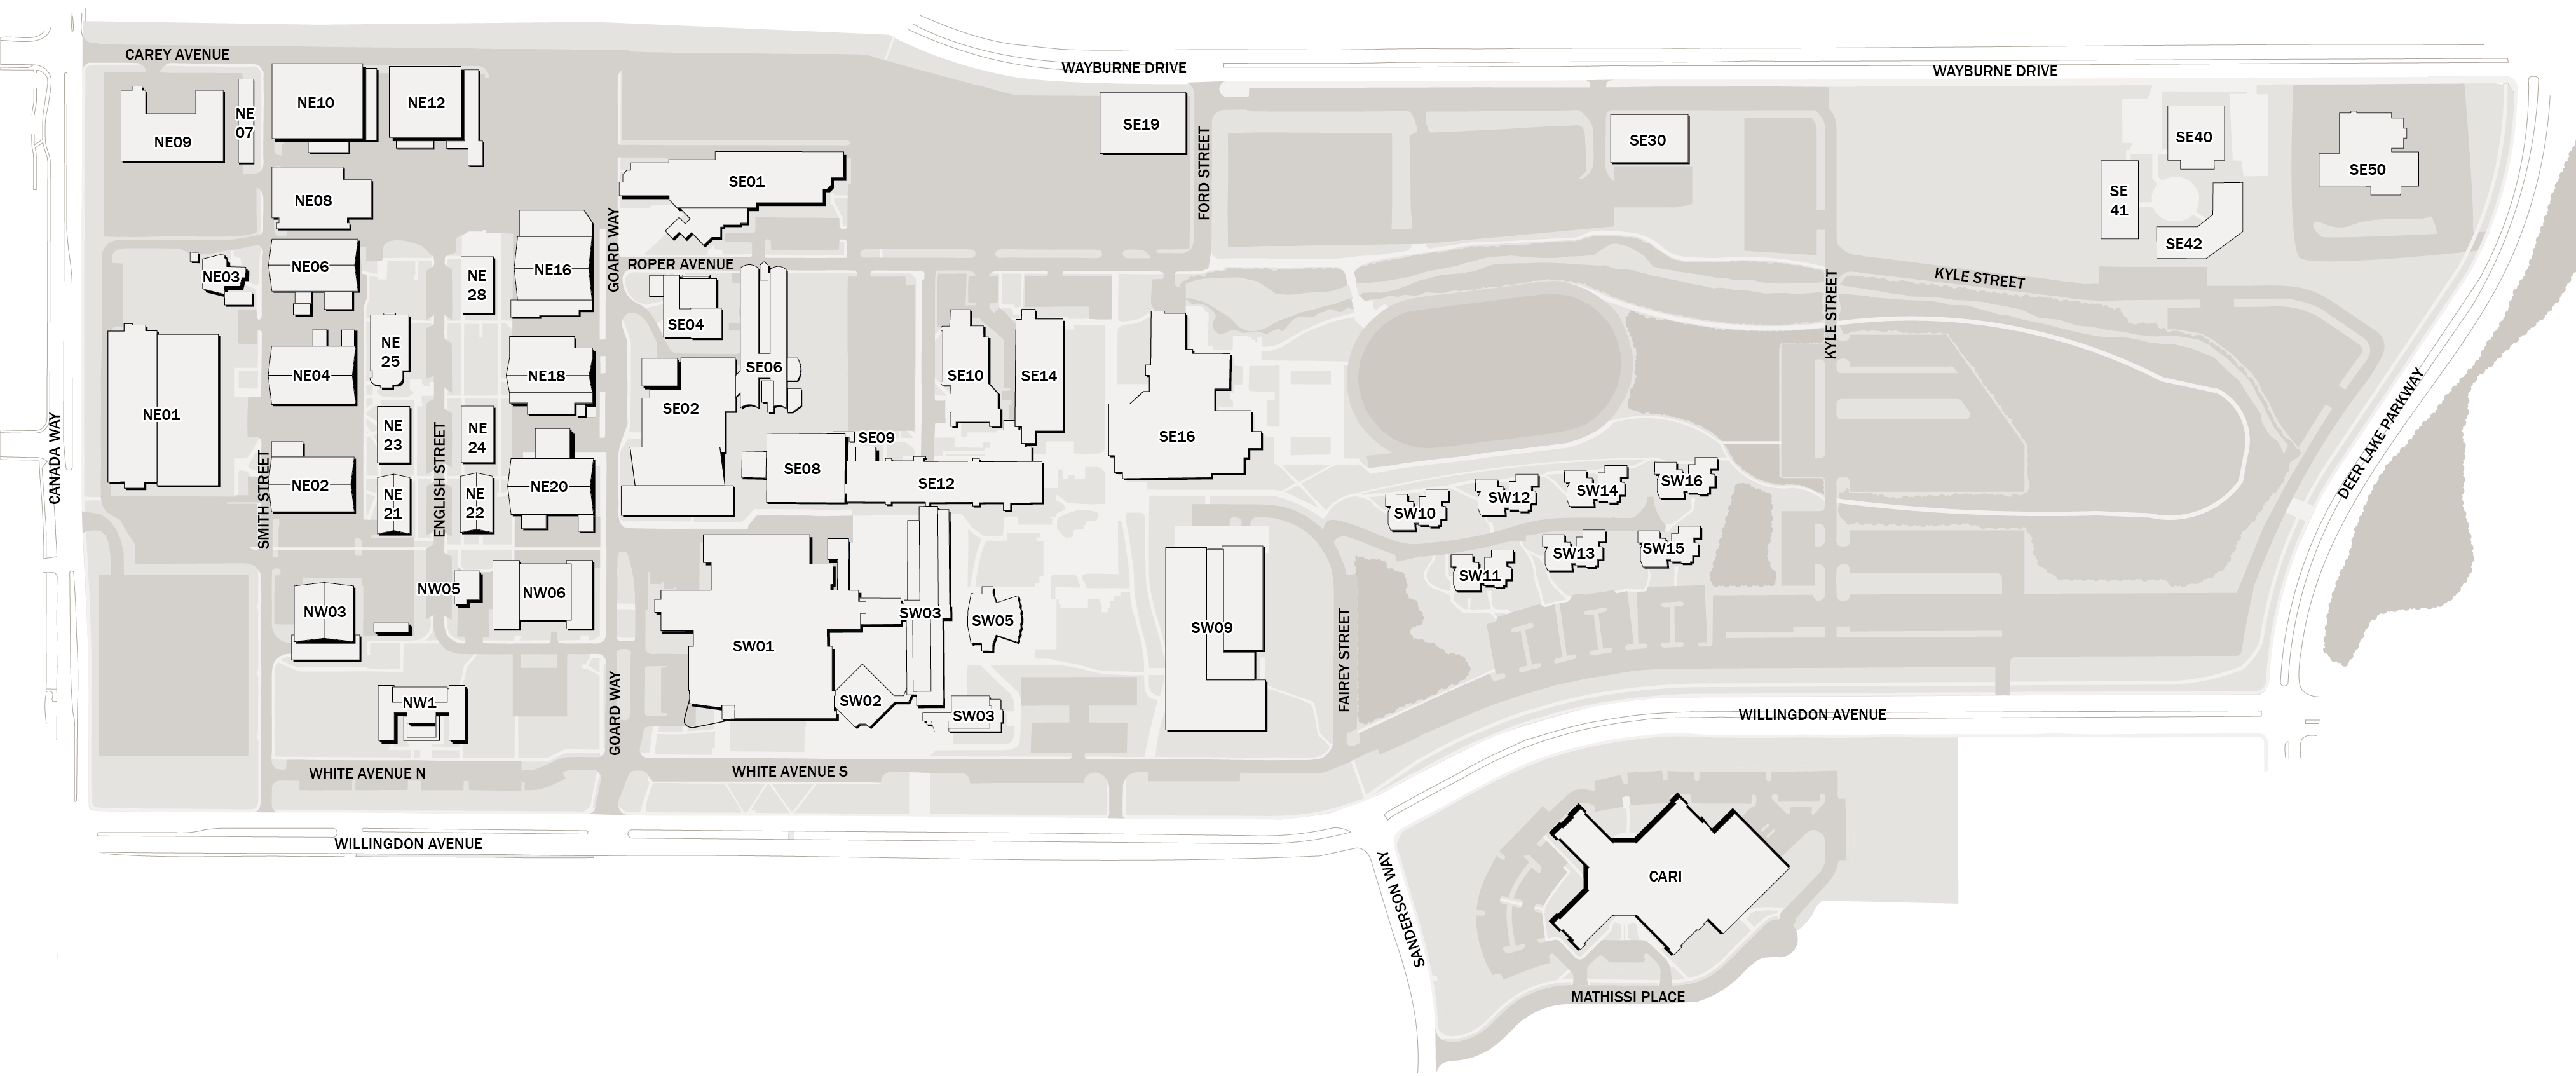 CAREY AVENUE
WAYBURNE DRIVE
WAYBURNE DRIVE
NE10
NE12
NE
07
NE09
SE19
SE30
SE40
SE50
SE
41
SE42
SE01
NE08
FORD STREET
GOARD WAY
ROPER AVENUE
NE03
NE06
NE
28
NE16
KYLE STREET
KYLE STREET
SE04
SE06
NE
25
NE04
NE18
SE02
SE10
SE14
NE01
CANADA WAY
NE
23
NE
24
SE09
SE16
DEER LAKE PARKWAY
SMITH STREET
ENGLISH STREET
NE02
NE
21
NE
22
NE20
SE08
SE12
SW10
SW12
SW14
SW16
SW11
SW13
SW15
NW03
NW05
NW06
SW03
SW05
SW01
SW09
FAIREY STREET
NW1
GOARD WAY
SW02
SW03
WILLINGDON AVENUE
WHITE AVENUE N
WHITE AVENUE S
WILLINGDON AVENUE
SANDERSON WAY
CARI
MATHISSI PLACE